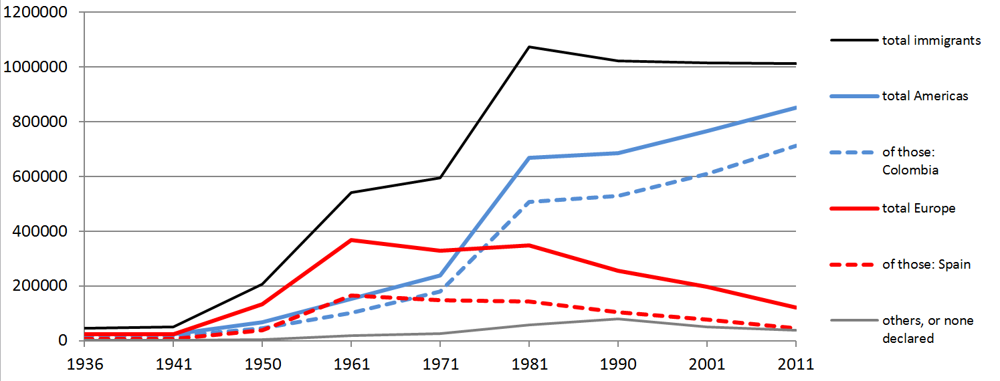 1200000
1000000
800000
600000
400000
200000
0
1936 1941 1950 1961 1971 1981 1990 2001 2011
total immigrants
total Americas
of those:
Colombia
total Europe
of those: Spain
others, or none
declared